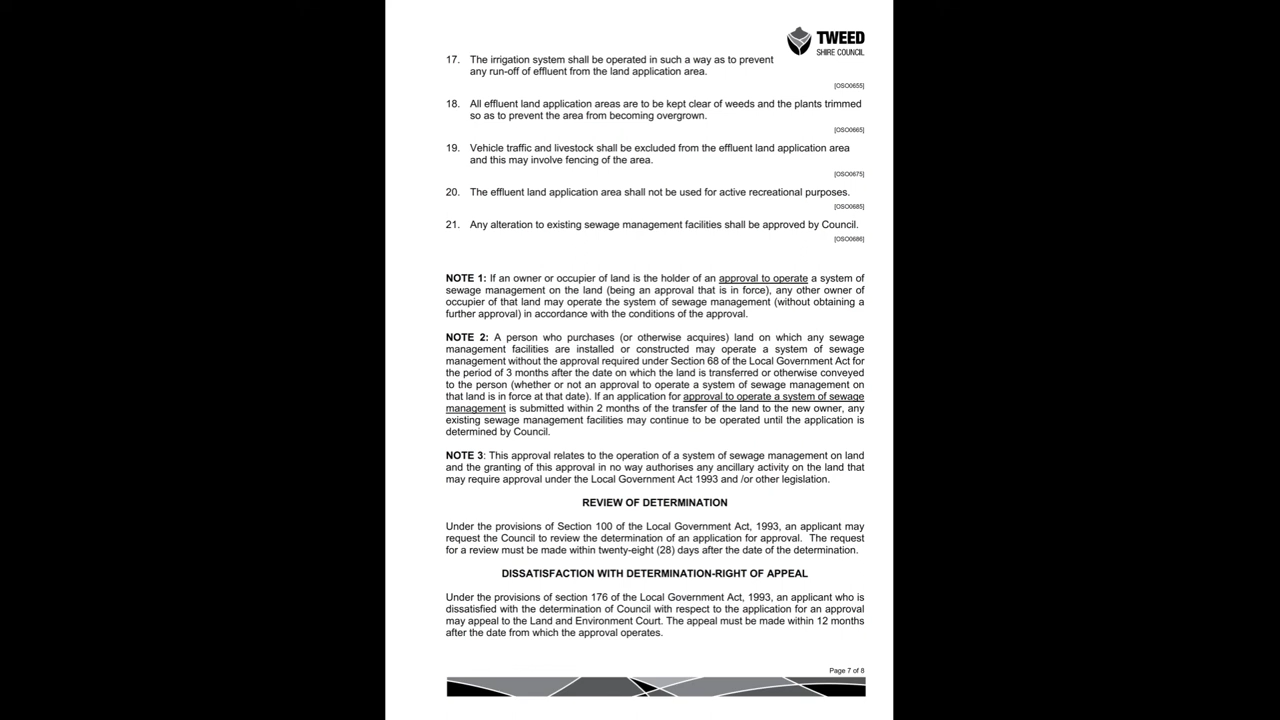 TWEED
SHIRE COUNCIL
17. The irrigation system shall be operated in such a way as to prevent
any run-off of effluent from the land application area.
[OSO0655]
18. All effluent land application areas are to be kept clear of weeds and the plants trimmed
so as to prevent the area from becoming overgrown.
[OSO0665]
19. Vehicle traffic and livestock shall be excluded from the effluent land application area
and this may involve fencing of the area.
[OSO0675]
20. The effluent land application area shall not be used for active recreational purposes.
[OSO0685]
21. Any alteration to existing sewage management facilities shall be approved by Council.
[OSO0686]
NOTE 1: If an owner or occupier of land is the holder of an approval to operate a system of
sewage management on the land (being an approval that is in force), any other owner of
occupier of that land may operate the system of sewage management (without obtaining a
further approval) in accordance with the conditions of the approval.
NOTE 2: A person who purchases (or otherwise acquires) land on which any sewage
management facilities are installed or constructed may operate a system of sewage
management without the approval required under Section 68 of the Local Government Act for
the period of 3 months after the date on which the land is transferred or otherwise conveyed
to the person (whether or not an approval to operate a system of sewage management on
that land is in force at that date). If an application for approval to operate a system of sewage
management is submitted within 2 months of the transfer of the land to the new owner, any
existing sewage management facilities may continue to be operated until the application is
determined by Council.
NOTE 3: This approval relates to the operation of a system of sewage management on land
and the granting of this approval in no way authorises any ancillary activity on the land that
may require approval under the Local Government Act 1993 and /or other legislation.
REVIEW OF DETERMINATION
Under the provisions of Section 100 of the Local Government Act, 1993, an applicant may
request the Council to review the determination of an application for approval. The request
for a review must be made within twenty-eight (28) days after the date of the determination.
DISSATISFACTION WITH DETERMINATION-RIGHT OF APPEAL
Under the provisions of section 176 of the Local Government Act, 1993, an applicant who is
dissatisfied with the determination of Council with respect to the application for an approval
may appeal to the Land and Environment Court. The appeal must be made within 12 months
after the date from which the approval operates.
Page 7 of 8